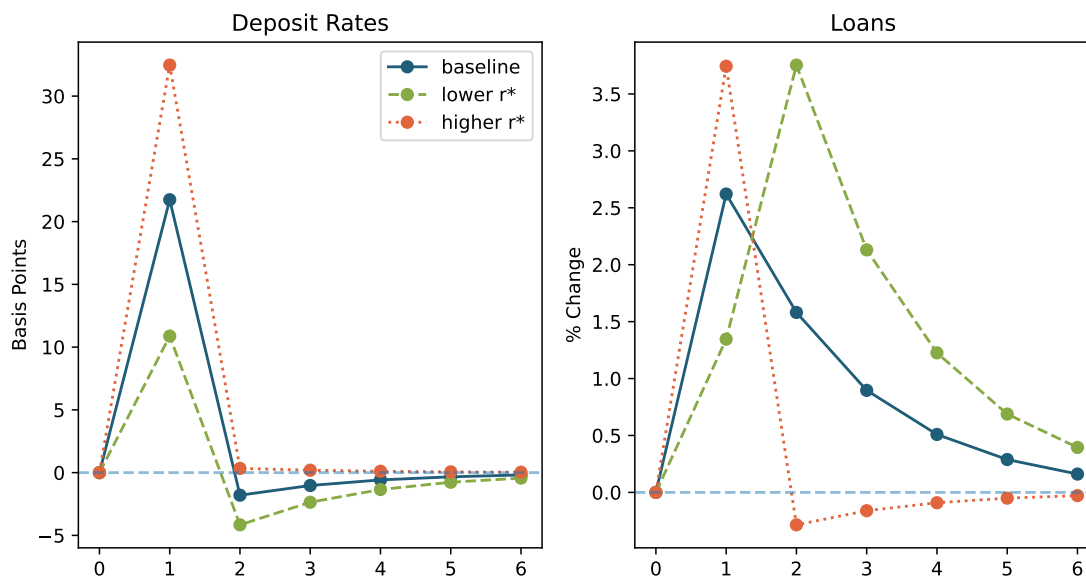 Deposit Rates
Basis Points
30
25
20
15
10
5
0
−5
baseline
lower r*
higher r*
0 1 2 3 4 5 6
Loans
% Change
3.5
3.0
2.5
2.0
1.5
1.0
0.5
0.0
0 1 2 3 4 5 6